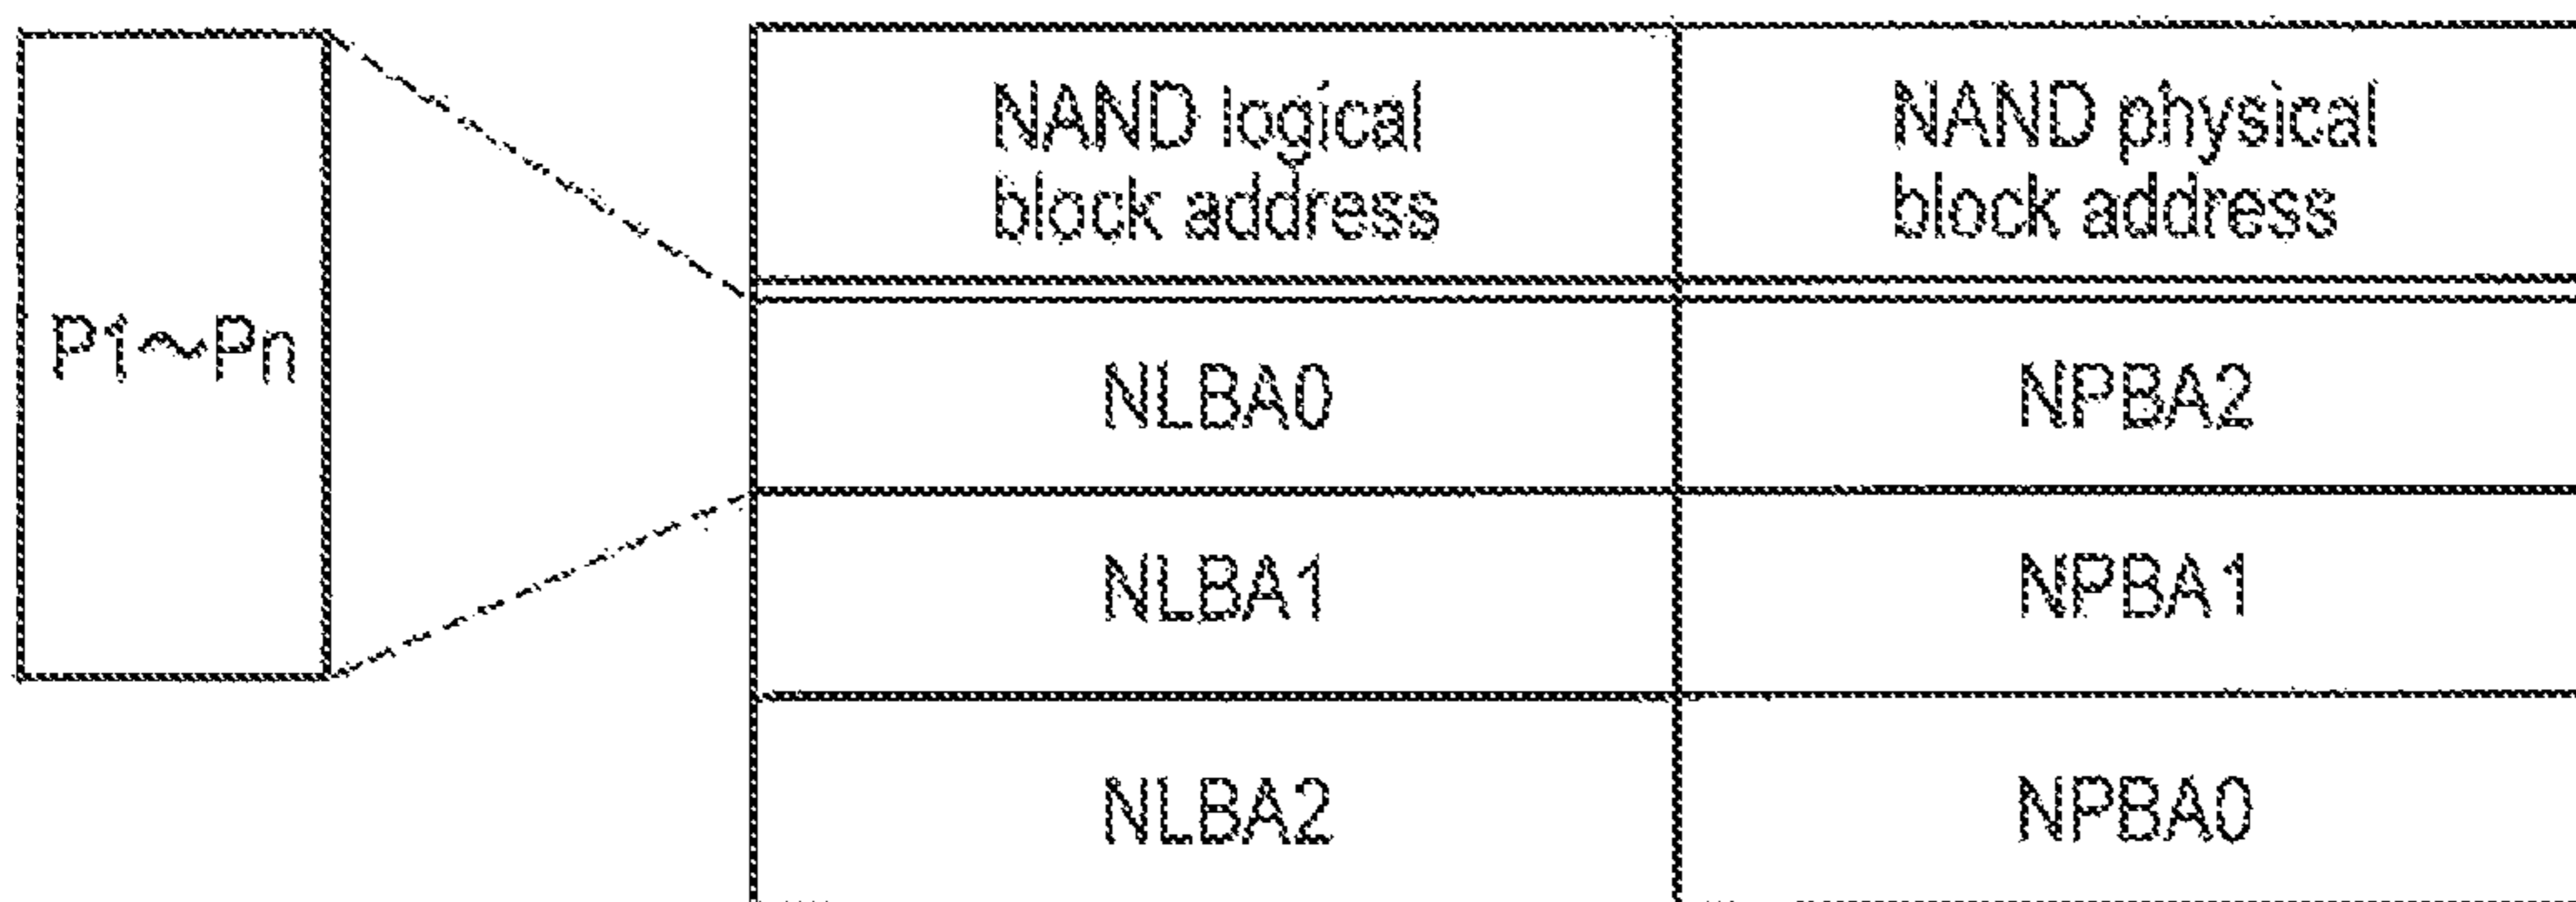 P1～Pn
NAND logical
block address
NAND physical
block address
NLBA0
NPBA2
NLBA1
NPBA1
NLBA2
NPBA0